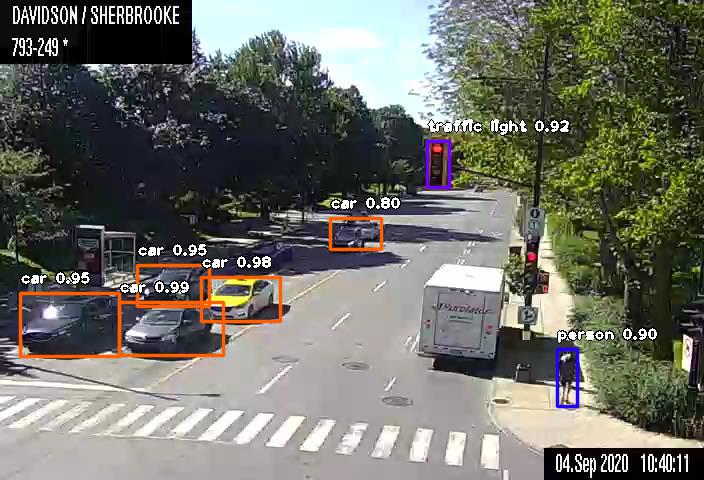 DAVIDSON / SHERBROOKE
793-249 *
traffic light 0.92
car 0.80
car 0.95
car 0.98
car 0.95
car 0.99
Purolator
person 0.90
04.Sep 2020 10:40:11